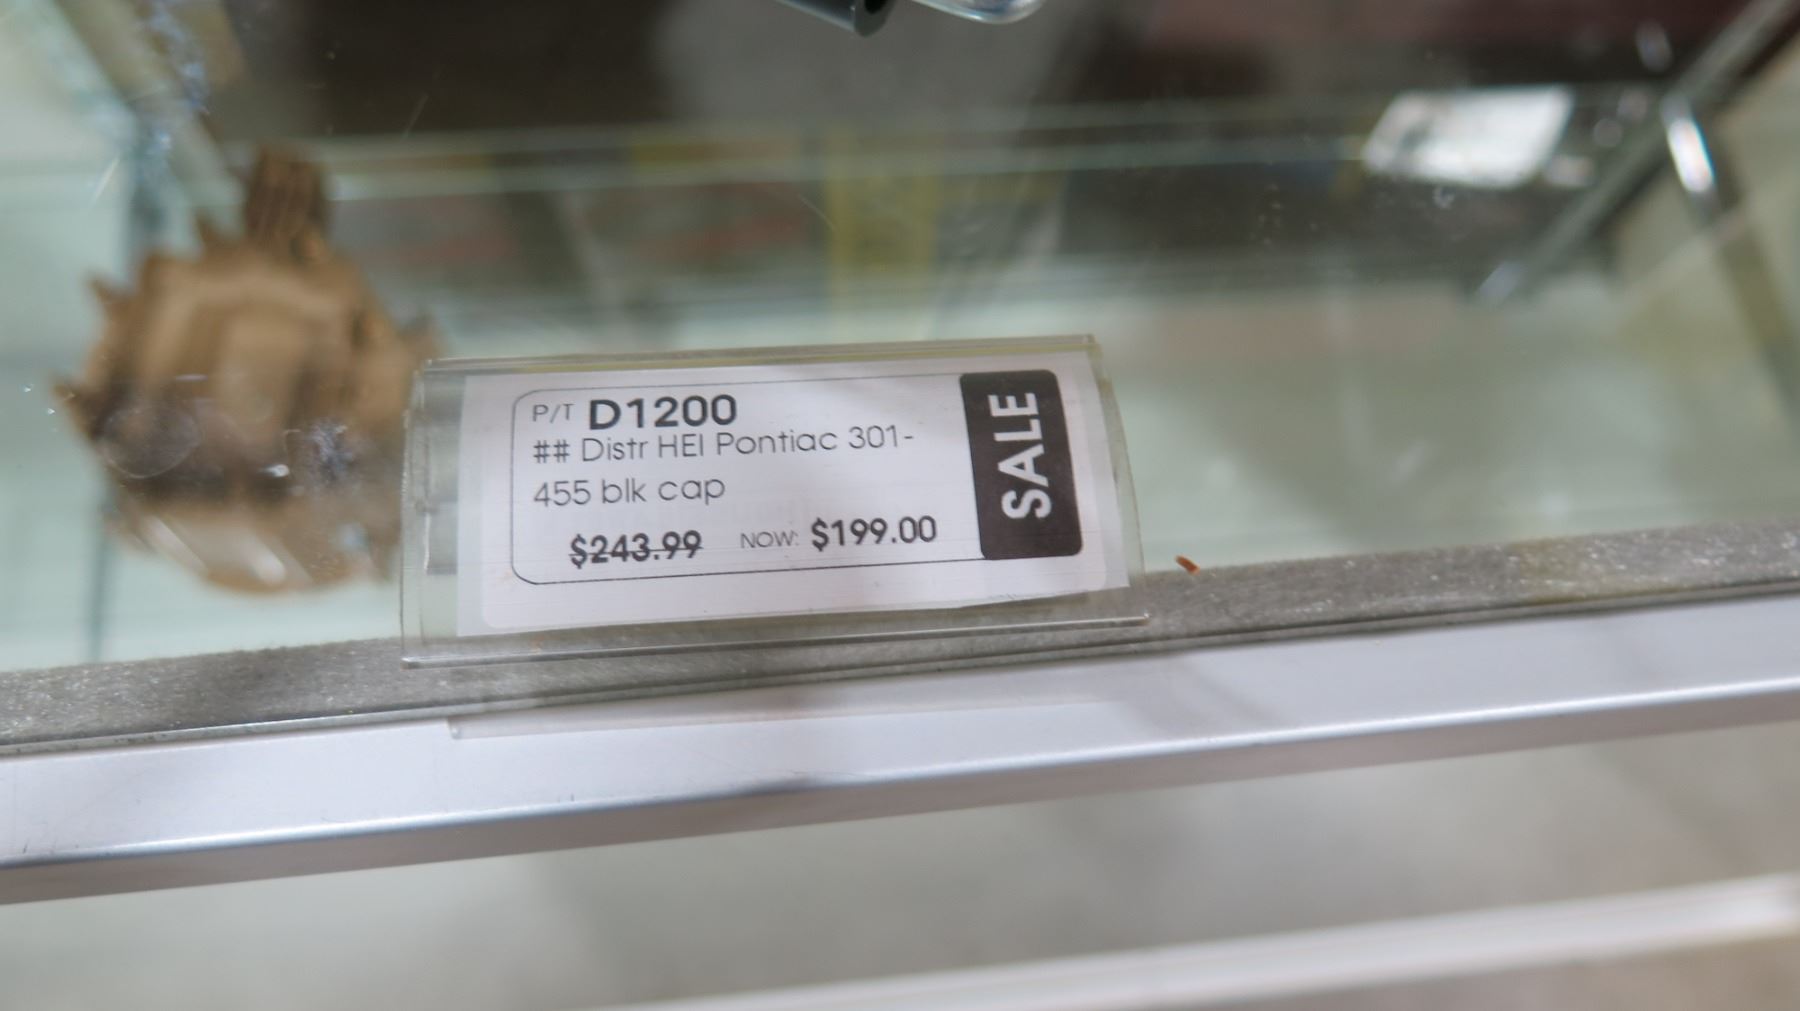 P/T D1200
## Distr HEI Pontiac 301-
455 blk cap
$243.99 NOW: $199.00
SALE